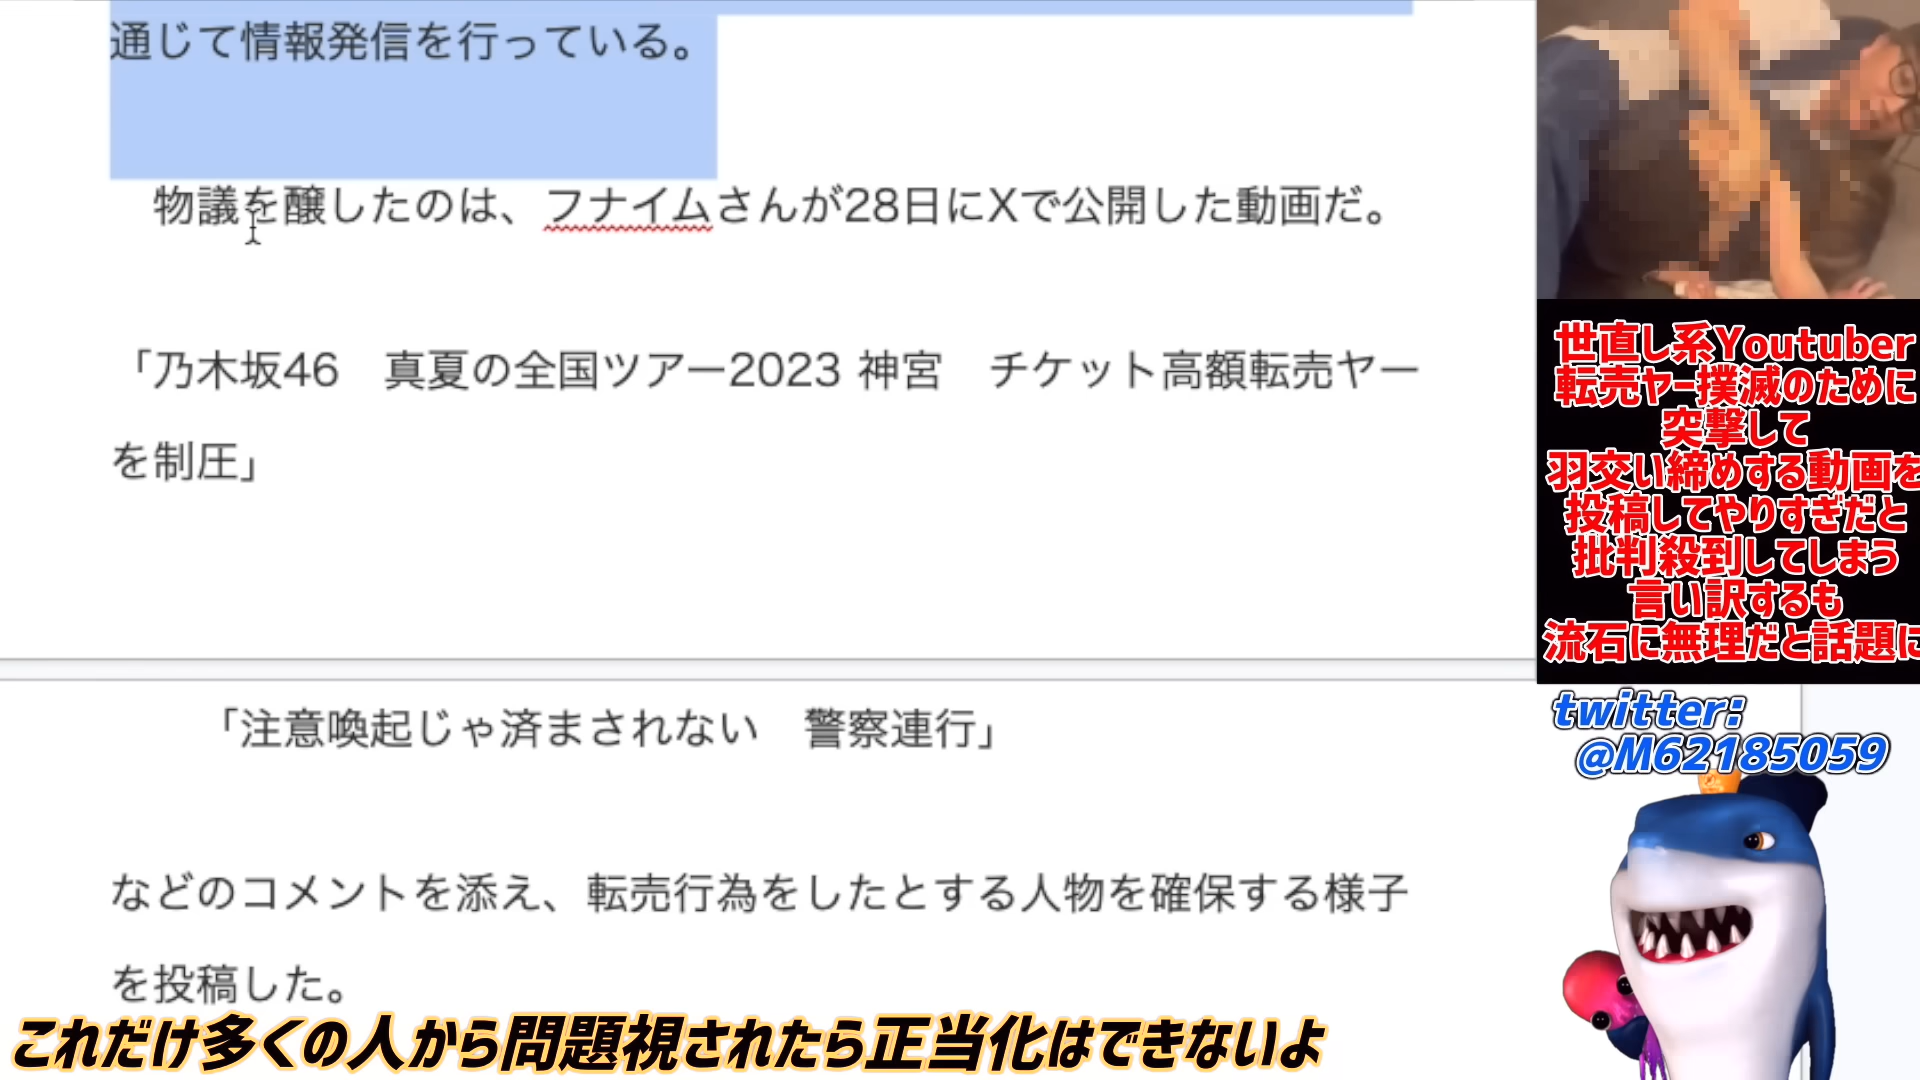 通じて情報発信を行っている。
物議を醸したのは、フナイムさんが28日にXで公開した動画だ。
「乃木坂46　真夏の全国ツアー2023 神宮　チケット高額転売ヤー
を制圧」
「注意喚起じゃ済まされない　警察連行」
などのコメントを添え、転売行為をしたとする人物を確保する様子
を投稿した。
これだけ多くの人から問題視されたら正当化はできないよ
世直し系Youtuber
転売ヤー撲滅のために
突撃して
羽交い締めする動画を
投稿してやりすぎだと
批判殺到してしまう
言い訳するも
流石に無理だと話題に
twitter:
@M62185059